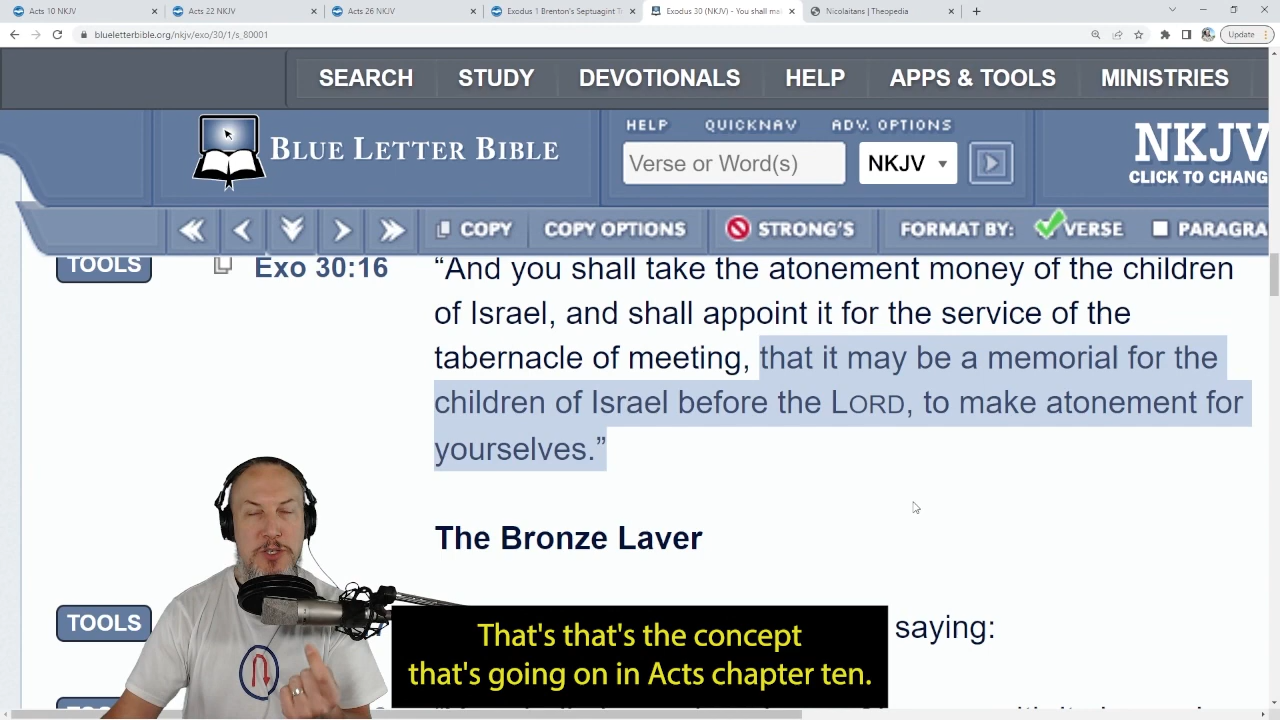 Acts 10 NKJV
Acts 22 NKJV
Acts 26 NKJV
Exodus 1 Brenton's Septuagint T
Exodus 30 (NKJV) - You shall ma
Nicolaitans | Theopedia
blueletterbible.org/nkjv/exo/30/1/s_80001
Update
SEARCH
STUDY
DEVOTIONALS
HELP
APPS & TOOLS
MINISTRIES
BLUE LETTER BIBLE
HELP
QUICKNAV
ADV. OPTIONS
Verse or Word(s)
NKJV
NKJV
CLICK TO CHANG
COPY
COPY OPTIONS
STRONG'S
FORMAT BY:
VERSE
PARAGRA
TOOLS
Exo 30:16
“And you shall take the atonement money of the children
of Israel, and shall appoint it for the service of the
tabernacle of meeting, that it may be a memorial for the
children of Israel before the LORD, to make atonement for
yourselves.”
The Bronze Laver
TOOLS
saying:
That's that's the concept
that's going on in Acts chapter ten.